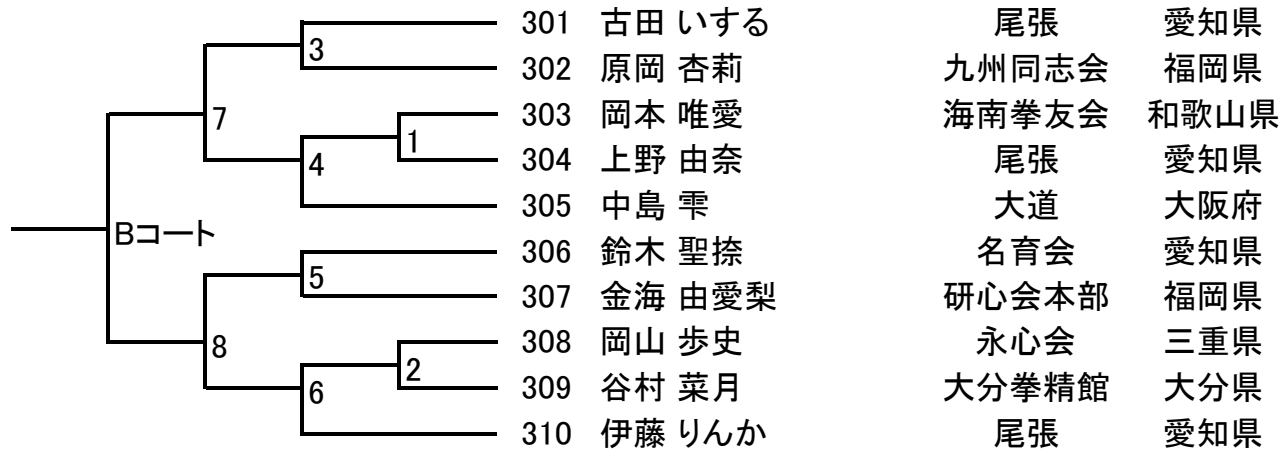 301 古田 いする 尾張 愛知県
3
302 原岡 杏莉 九州同志会 福岡県
7
303 岡本 唯愛 海南拳友会 和歌山県
1
4
304 上野 由奈 尾張 愛知県
305 中島 雫 大道 大阪府
Bコート
306 鈴木 聖捺 名育会 愛知県
5
307 金海 由愛梨 研心会本部 福岡県
8
308 岡山 歩史 永心会 三重県
2
6
309 谷村 菜月 大分拳精館 大分県
310 伊藤 りんか 尾張 愛知県